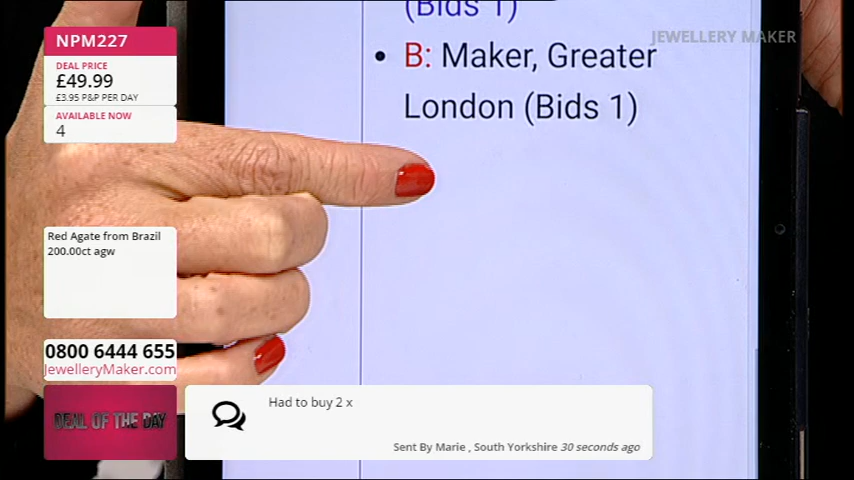 (Bids 1)
JEWELLERY MAKER
• B: Maker, Greater
London (Bids 1)
NPM227
DEAL PRICE
£49.99
£3.95 P&P PER DAY
AVAILABLE NOW
4
Red Agate from Brazil
200.00ct agw
0800 6444 655
JewelleryMaker.com
DEAL OF THE DAY
Had to buy 2 x
Sent By Marie , South Yorkshire 30 seconds ago